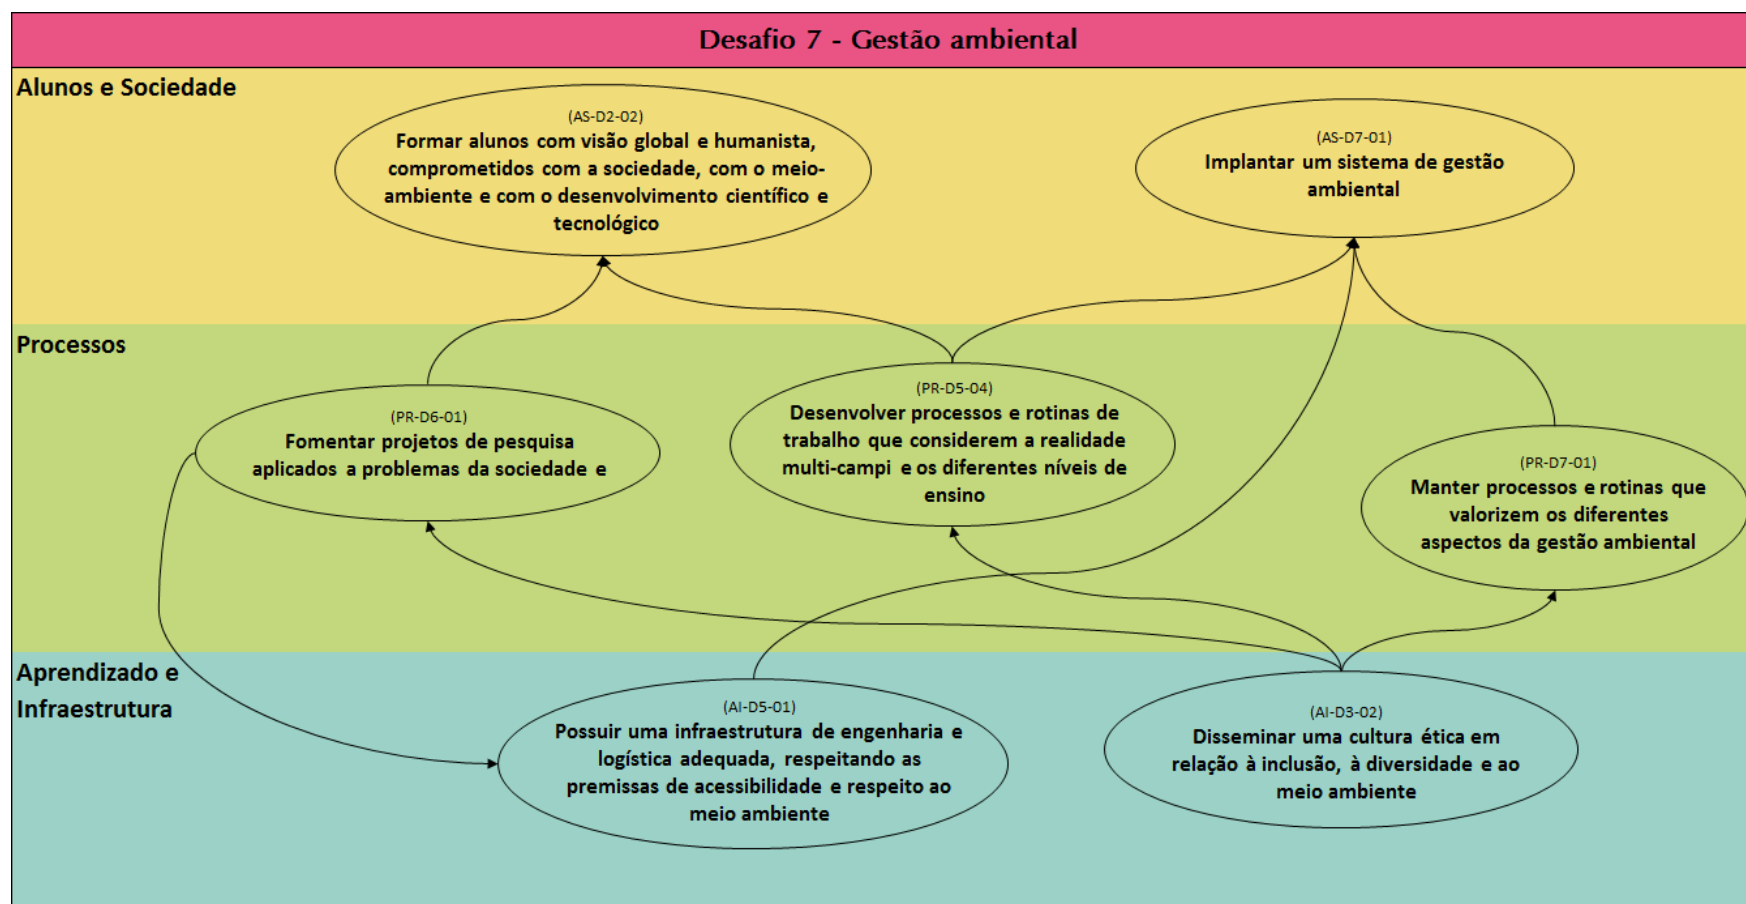 Desafio 7 - Gestão ambiental
Alunos e Sociedade
(AS-D2-02)
Formar alunos com visão global e humanista,
comprometidos com a sociedade, com o meio-
ambiente e com o desenvolvimento científico e
tecnológico
(AS-D7-01)
Implantar um sistema de gestão
ambiental
Processos
(PR-D6-01)
Fomentar projetos de pesquisa
aplicados a problemas da sociedade e
(PR-D5-04)
Desenvolver processos e rotinas de
trabalho que considerem a realidade
multi-campi e os diferentes níveis de
ensino
(PR-D7-01)
Manter processos e rotinas que
valorizem os diferentes
aspectos da gestão ambiental
Aprendizado e
Infraestrutura
(AI-D5-01)
Possuir uma infraestrutura de engenharia e
logística adequada, respeitando as
premissas de acessibilidade e respeito ao
meio ambiente
(AI-D3-02)
Disseminar uma cultura ética em
relação à inclusão, à diversidade e ao
meio ambiente